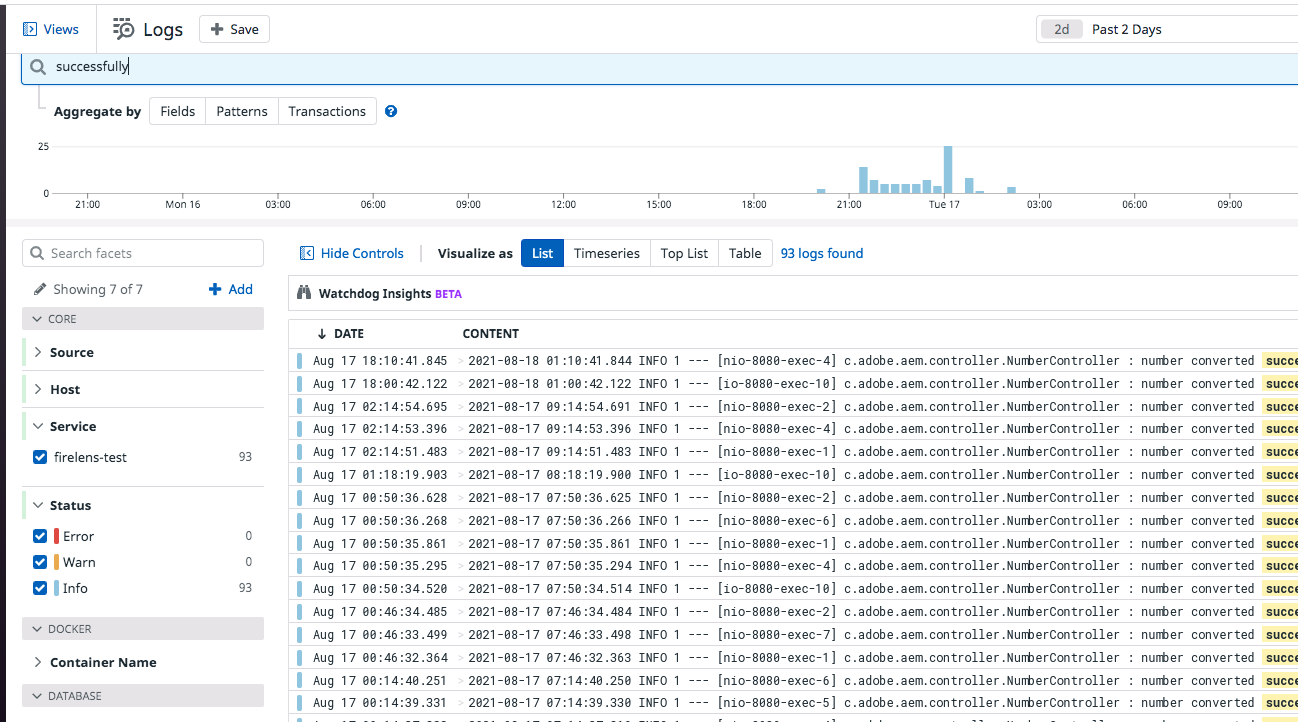 Views Logs + Save 2d Past 2 Days
successfully
Aggregate by Fields Patterns Transactions ?
25
0
21:00 Mon 16 03:00 06:00 09:00 12:00 15:00 18:00 21:00 Tue 17 03:00 06:00 09:00
Search facets Hide Controls Visualize as List Timeseries Top List Table 93 logs found
Showing 7 of 7 + Add Watchdog Insights BETA
CORE
↓ DATE CONTENT
Source Aug 17 18:10:41.845 > 2021-08-18 01:10:41.844 INFO 1 --- [nio-8080-exec-4] c.adobe.aem.controller.NumberController : number converted succe
Aug 17 18:00:42.122 > 2021-08-18 01:00:42.122 INFO 1 --- [io-8080-exec-10] c.adobe.aem.controller.NumberController : number converted succe
Host
Aug 17 02:14:54.695 > 2021-08-17 09:14:54.691 INFO 1 --- [nio-8080-exec-2] c.adobe.aem.controller.NumberController : number converted succe
Service Aug 17 02:14:53.396 > 2021-08-17 09:14:53.396 INFO 1 --- [nio-8080-exec-4] c.adobe.aem.controller.NumberController : number converted succe
firelens-test 93 Aug 17 02:14:51.483 > 2021-08-17 09:14:51.483 INFO 1 --- [nio-8080-exec-1] c.adobe.aem.controller.NumberController : number converted succe
Aug 17 01:18:19.903 > 2021-08-17 08:18:19.900 INFO 1 --- [io-8080-exec-10] c.adobe.aem.controller.NumberController : number converted succe
Status Aug 17 00:50:36.628 > 2021-08-17 07:50:36.625 INFO 1 --- [nio-8080-exec-2] c.adobe.aem.controller.NumberController : number converted succe
Aug 17 00:50:36.268 > 2021-08-17 07:50:36.266 INFO 1 --- [nio-8080-exec-6] c.adobe.aem.controller.NumberController : number converted succe
Error 0 Aug 17 00:50:35.861 > 2021-08-17 07:50:35.861 INFO 1 --- [nio-8080-exec-1] c.adobe.aem.controller.NumberController : number converted succe
Warn 0 Aug 17 00:50:35.295 > 2021-08-17 07:50:35.294 INFO 1 --- [nio-8080-exec-4] c.adobe.aem.controller.NumberController : number converted succe
Info 93 Aug 17 00:50:34.520 > 2021-08-17 07:50:34.514 INFO 1 --- [io-8080-exec-10] c.adobe.aem.controller.NumberController : number converted succe
Aug 17 00:46:34.485 > 2021-08-17 07:46:34.484 INFO 1 --- [nio-8080-exec-2] c.adobe.aem.controller.NumberController : number converted succe
DOCKER Aug 17 00:46:33.499 > 2021-08-17 07:46:33.498 INFO 1 --- [nio-8080-exec-7] c.adobe.aem.controller.NumberController : number converted succe
Container Name Aug 17 00:46:32.364 > 2021-08-17 07:46:32.363 INFO 1 --- [nio-8080-exec-1] c.adobe.aem.controller.NumberController : number converted succe
Aug 17 00:14:40.251 > 2021-08-17 07:14:40.250 INFO 1 --- [nio-8080-exec-6] c.adobe.aem.controller.NumberController : number converted succe
DATABASE Aug 17 00:14:39.331 > 2021-08-17 07:14:39.330 INFO 1 --- [nio-8080-exec-5] c.adobe.aem.controller.NumberController : number converted succe